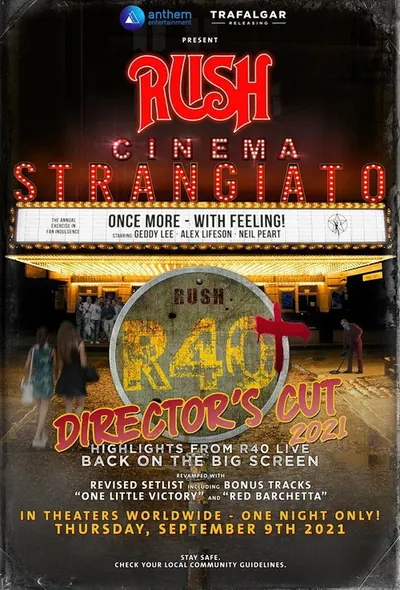 anthem
entertainment
TRAFALGAR
RELEASING
PRESENT
RUSH
CINEMA
STRANGIATO
THE ANNUAL
EXERCISE IN
FAN INDULGENCE
ONCE MORE - WITH FEELING!
STARRING GEDDY LEE · ALEX LIFESON · NEIL PEART
RUSH
R40+
DIRECTOR'S CUT
2021
HIGHLIGHTS FROM R40 LIVE
BACK ON THE BIG SCREEN
REVAMPED WITH
REVISED SETLIST INCLUDING BONUS TRACKS
“ONE LITTLE VICTORY” AND “RED BARCHETTA”
IN THEATERS WORLDWIDE - ONE NIGHT ONLY!
THURSDAY, SEPTEMBER 9TH 2021
STAY SAFE.
CHECK YOUR LOCAL COMMUNITY GUIDELINES.